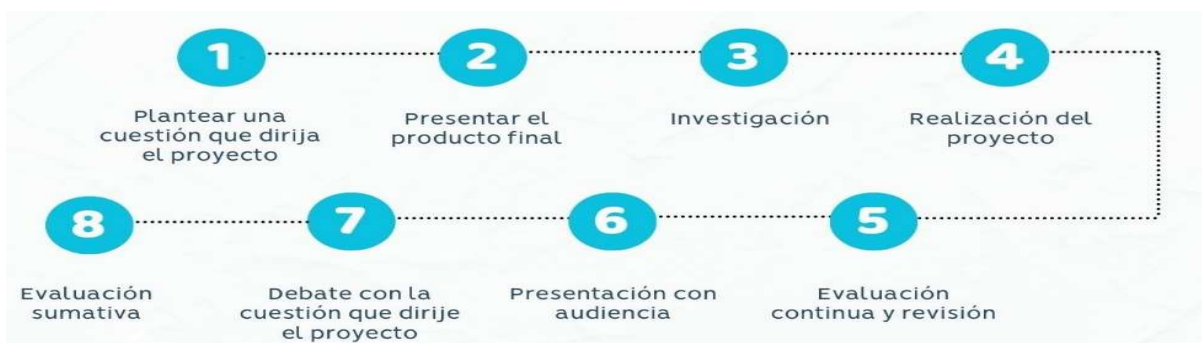 1
2
3
4
Plantear una
cuestión que dirija
el proyecto
Presentar el
producto final
Investigación
Realización del
proyecto
8
7
6
5
Evaluación
sumativa
Debate con la
cuestión que dirije
el proyecto
Presentación con
audiencia
Evaluación
continua y revisión